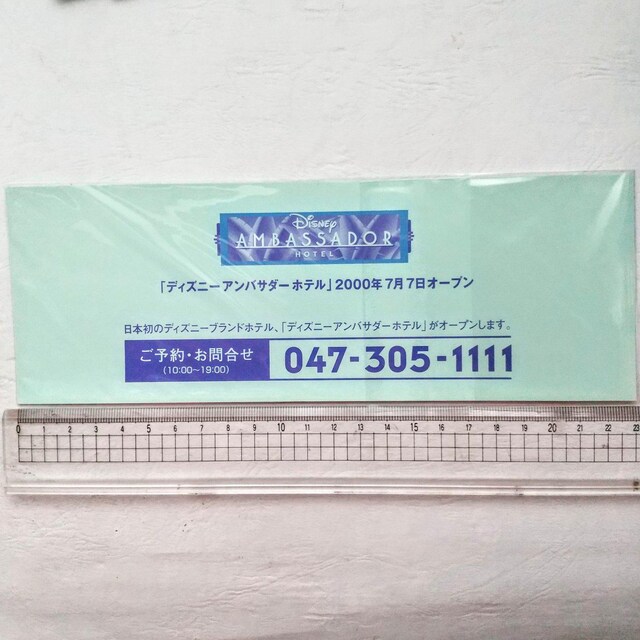 Disney
AMBASSADOR
HOTEL
「ディズニーアンバサダーホテル」2000年7月7日オープン
日本初のディズニーブランドホテル、「ディズニーアンバサダーホテル」がオープンします。
ご予約・お問合せ
(10:00〜19:00)
047-305-1111
0 1 2 3 4 5 6 7 8 9 10 11 12 13 14 15 16 17 18 19 20 21 22 23